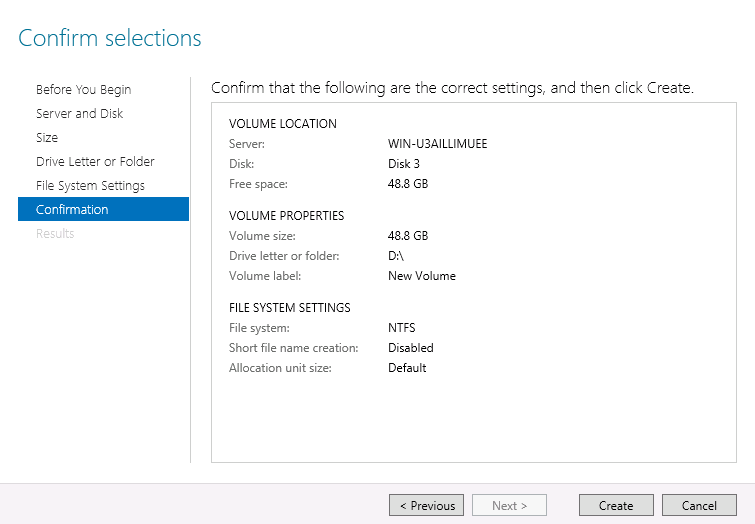 Confirm selections
Before You Begin
Server and Disk
Size
Drive Letter or Folder
File System Settings
Confirmation
Results
Confirm that the following are the correct settings, and then click Create.
VOLUME LOCATION
Server: WIN-U3AILLIMUEE
Disk: Disk 3
Free space: 48.8 GB
VOLUME PROPERTIES
Volume size: 48.8 GB
Drive letter or folder: D:\
Volume label: New Volume
FILE SYSTEM SETTINGS
File system: NTFS
Short file name creation: Disabled
Allocation unit size: Default
< Previous Next > Create Cancel